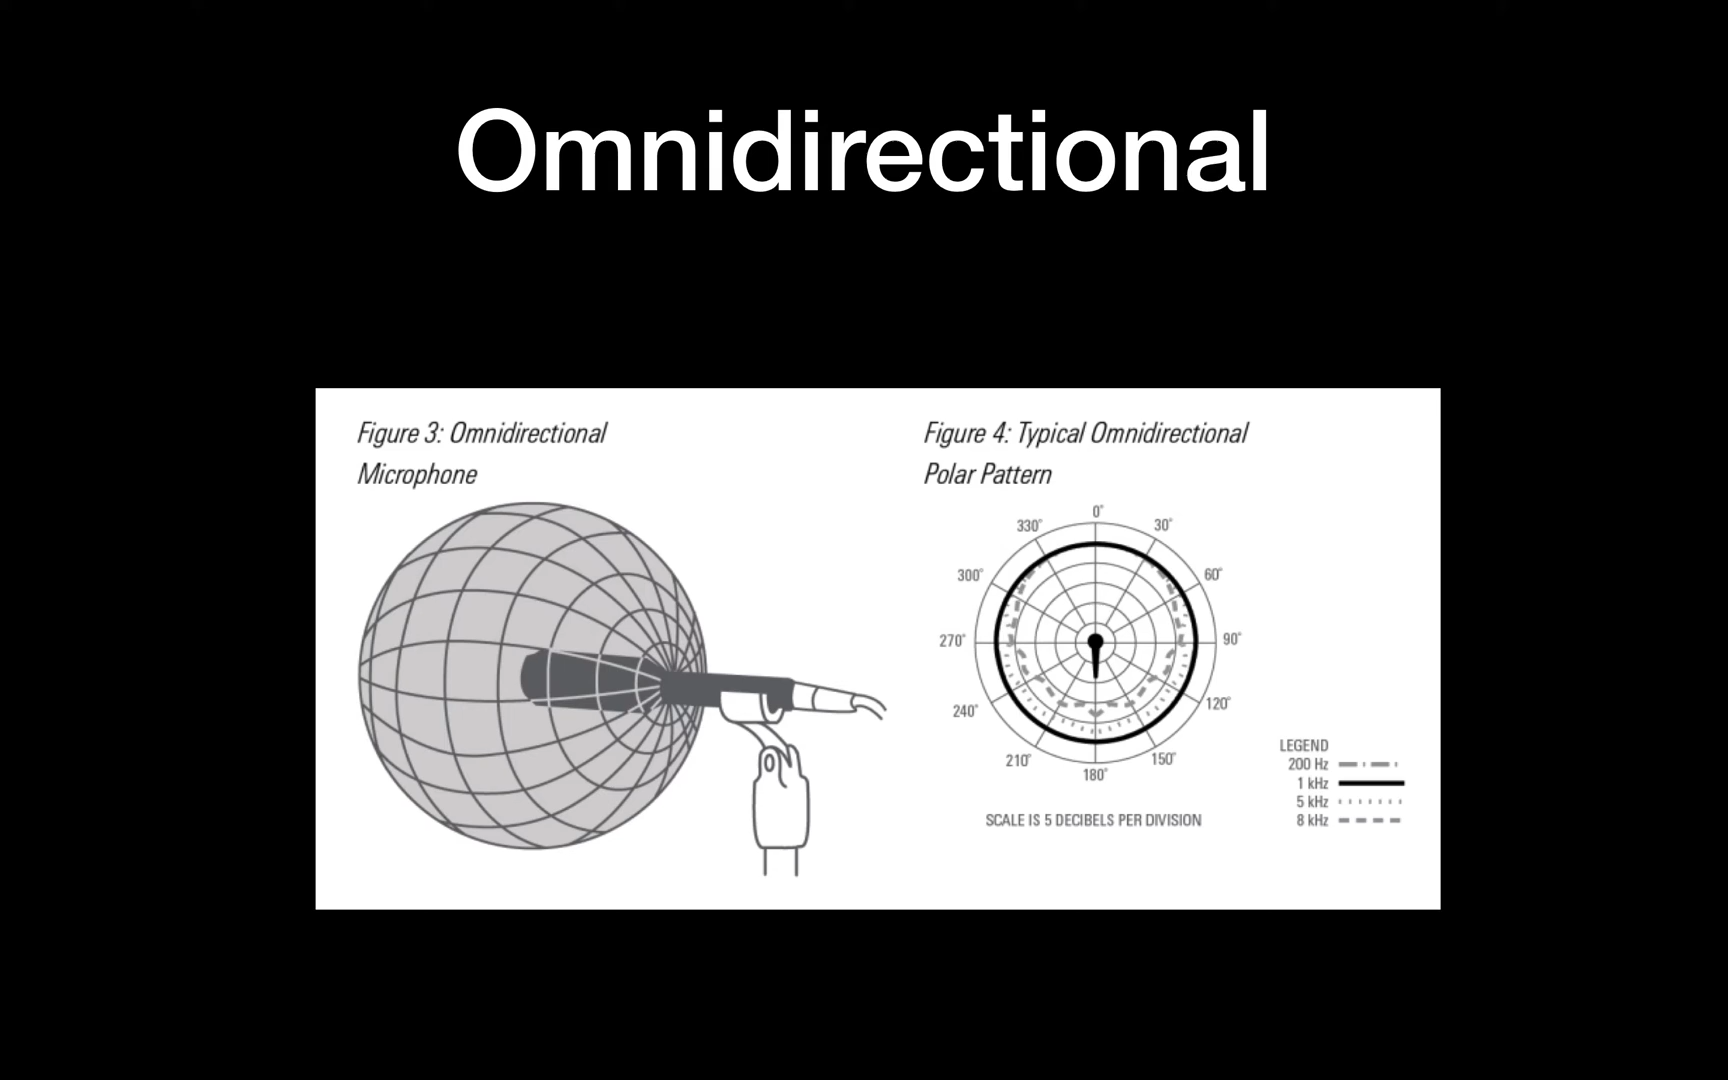 Omnidirectional
Figure 3: Omnidirectional
Microphone
Figure 4: Typical Omnidirectional
Polar Pattern
0°
30°
60°
90°
120°
150°
180°
210°
240°
270°
300°
330°
SCALE IS 5 DECIBELS PER DIVISION
LEGEND
200 Hz
1 kHz
5 kHz
8 kHz